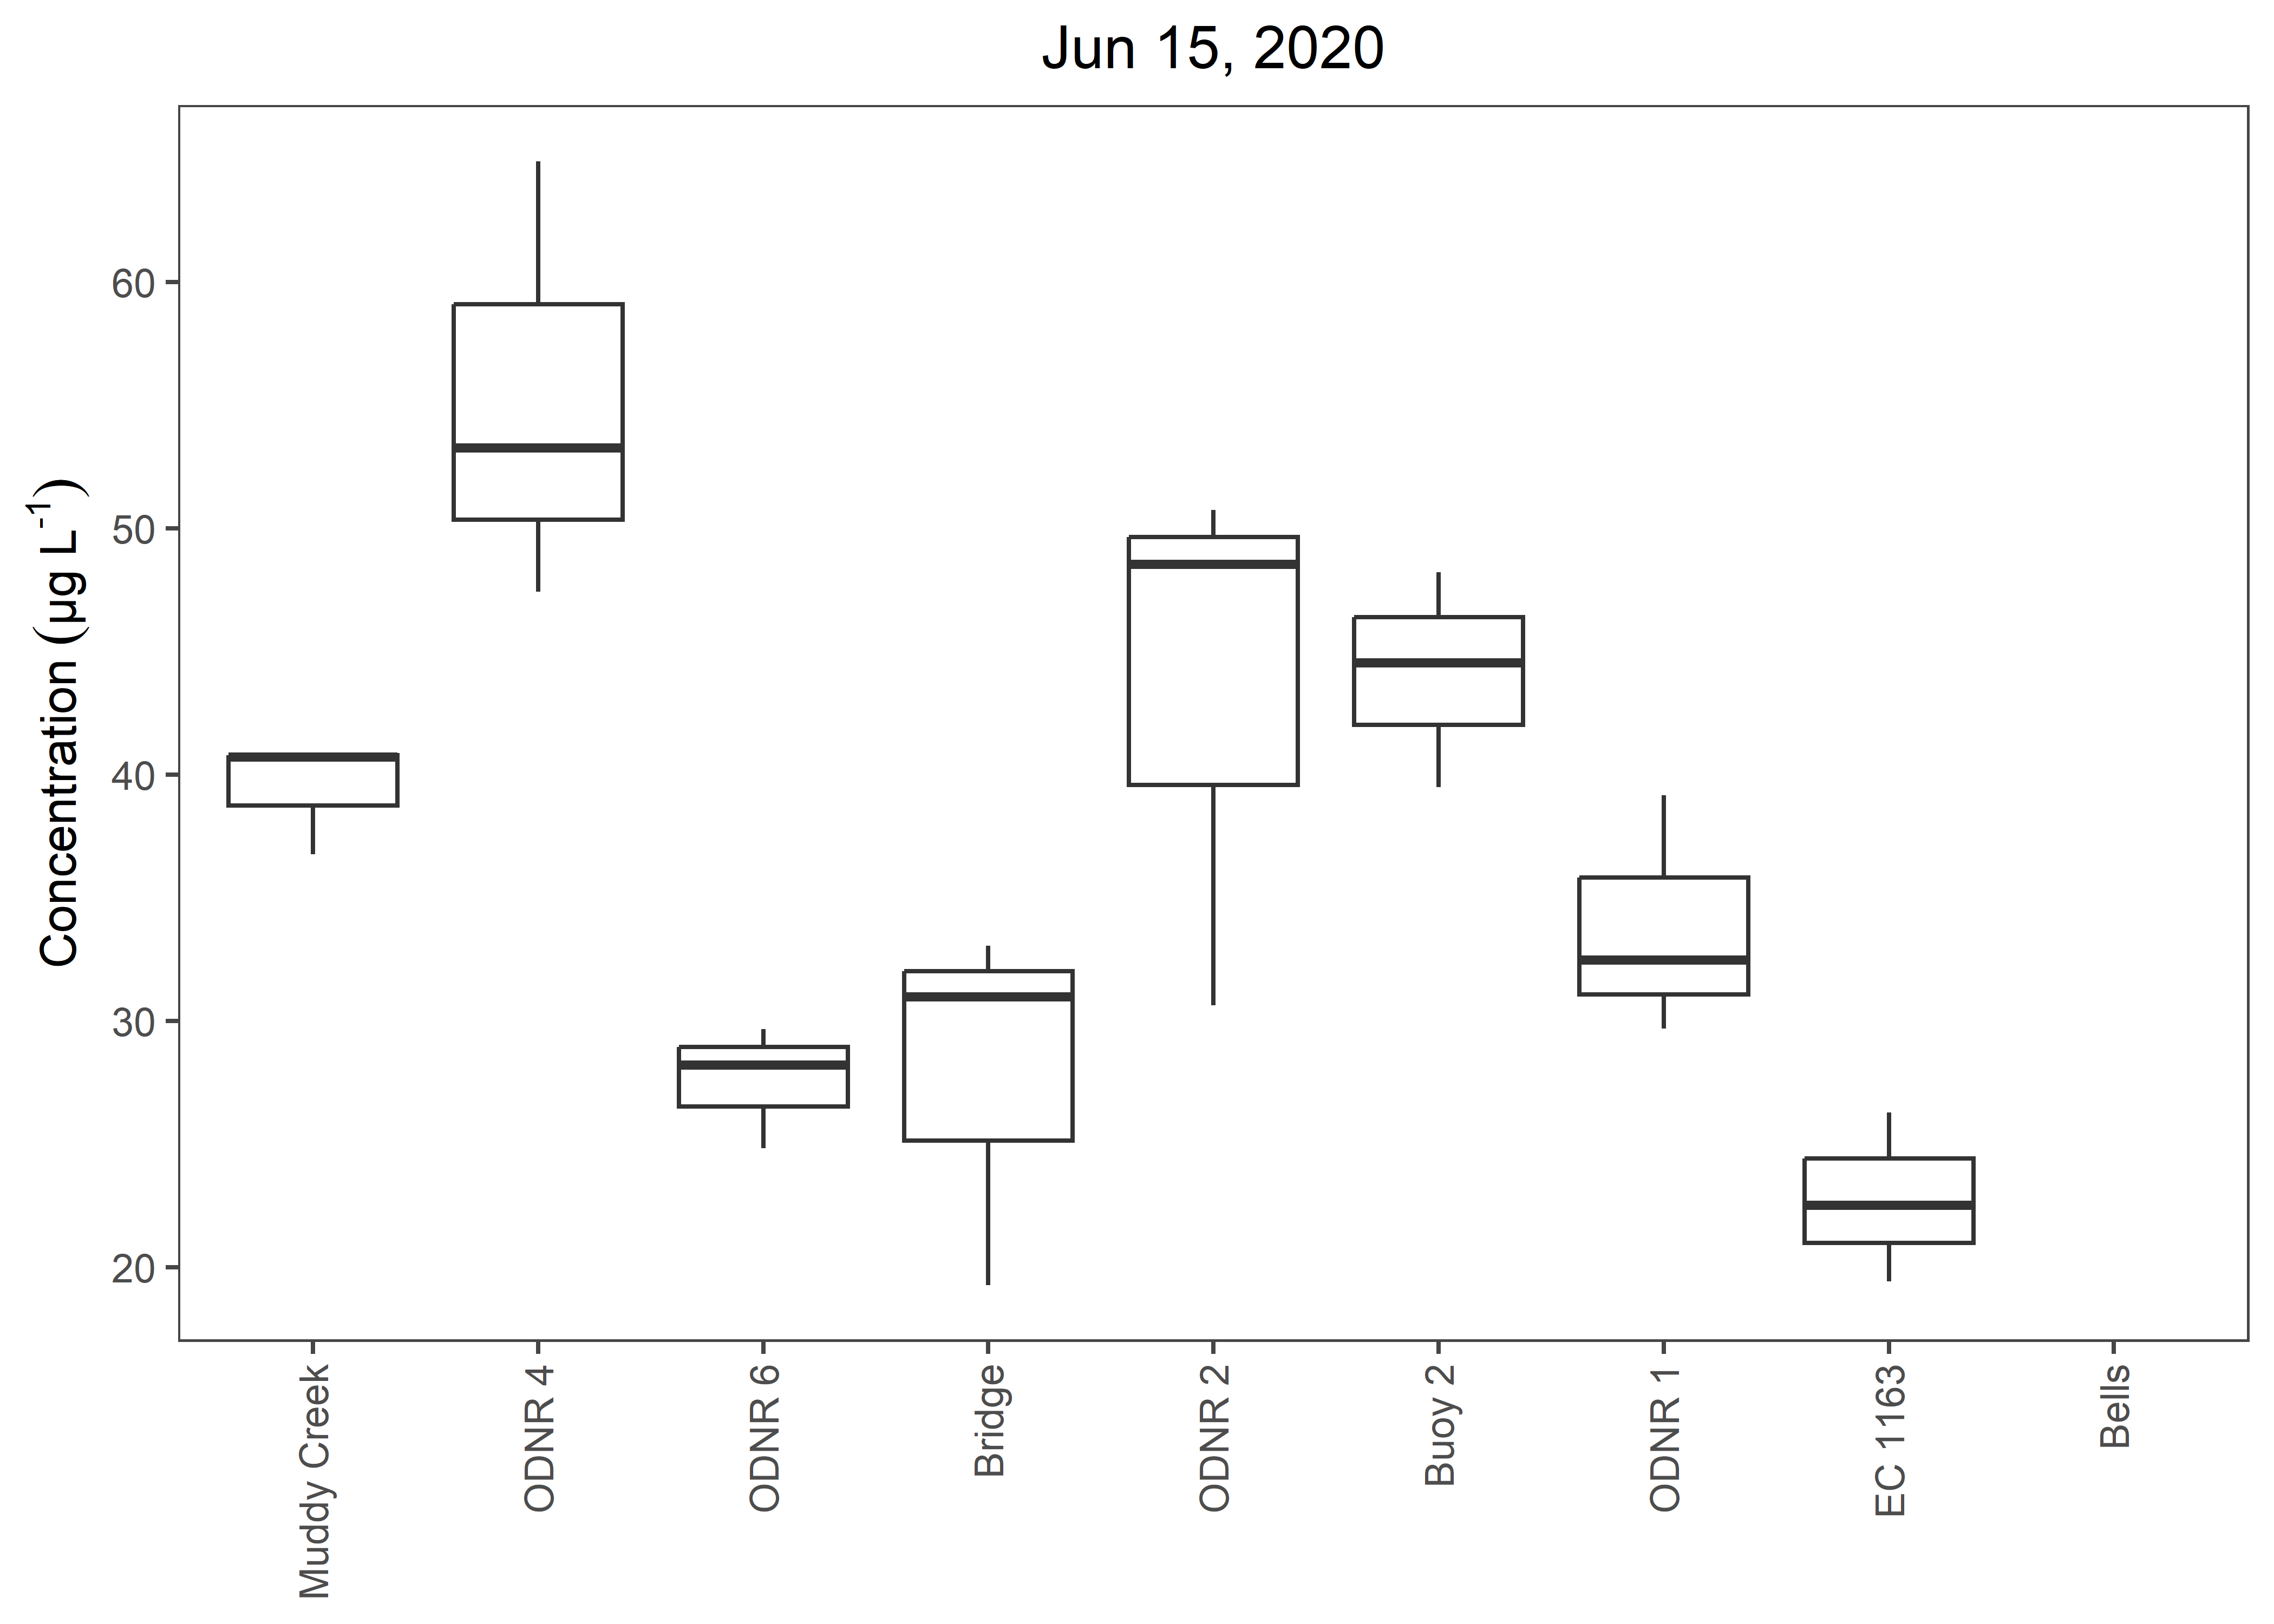 Jun 15, 2020
Concentration (µg L⁻¹)
60
50
40
30
20
Muddy Creek
ODNR 4
ODNR 6
Bridge
ODNR 2
Buoy 2
ODNR 1
EC 1163
Bells